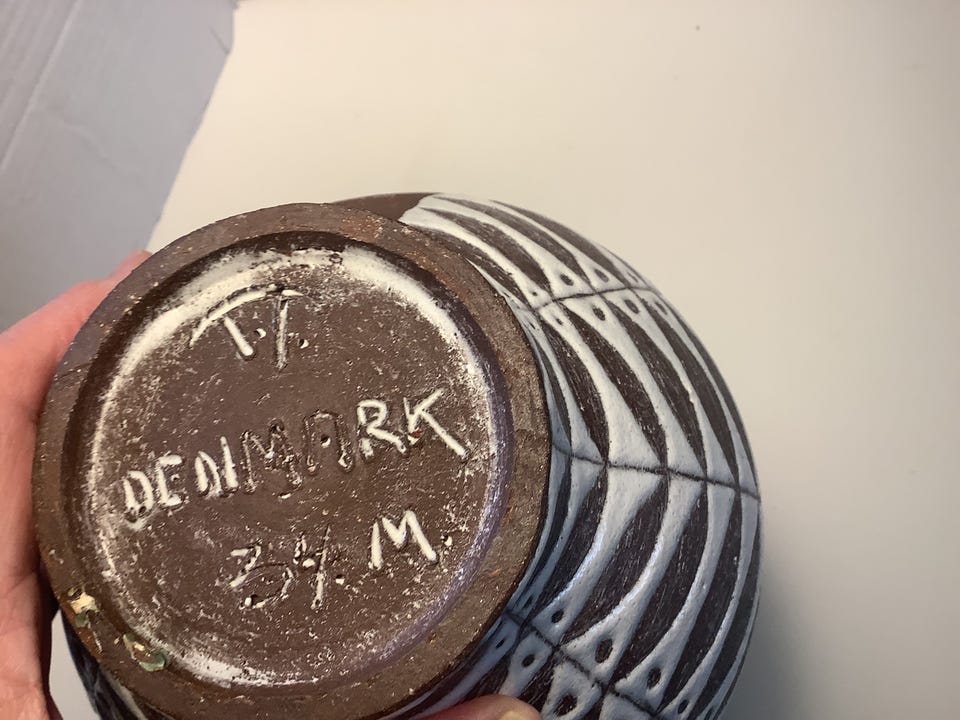 T.T.
DENMARK
34. M.